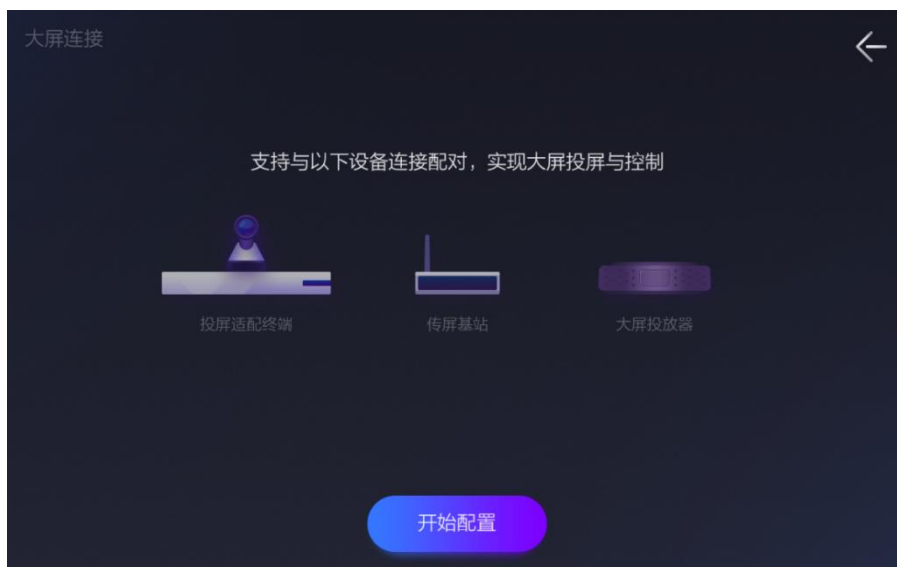 大屏连接
支持与以下设备连接配对，实现大屏投屏与控制
投屏适配终端
传屏基站
大屏投放器
开始配置